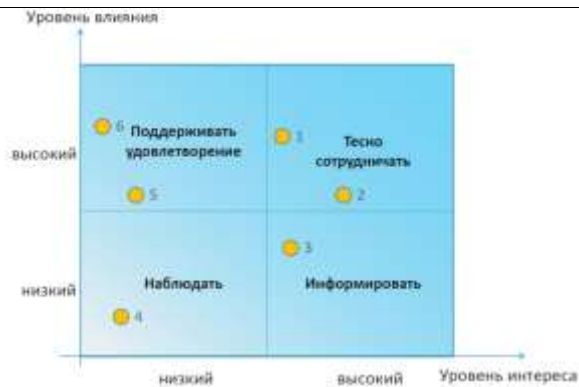 Уровень влияния
6 Поддерживать
удовлетворение
1 Тесно
сотрудничать
высокий
5
2
3
Наблюдать
Информировать
низкий
4
низкий
высокий
Уровень интереса